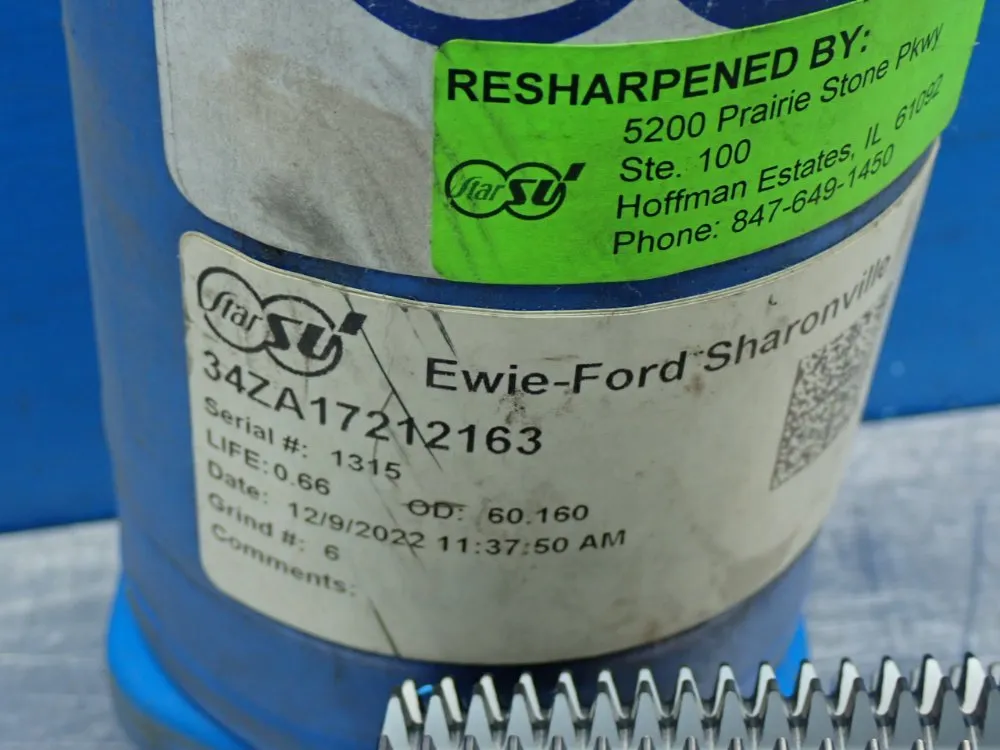 RESHARPENED BY:
5200 Prairie Stone Pkwy
Ste. 100
Hoffman Estates, IL 61092
Phone: 847-649-1450
Star SU
Star SU
Ewie-Ford Sharonville
34ZA17212163
Serial #: 1315
LIFE: 0.66
OD: 60.160
Date: 12/9/2022 11:37:50 AM
Grind #: 6
Comments: